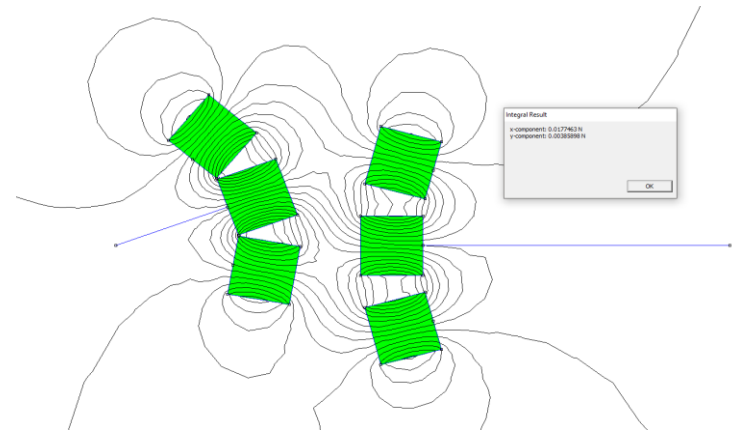 Integral Result
x-component: 0.0177463 N
y-component: 0.00385898 N
OK